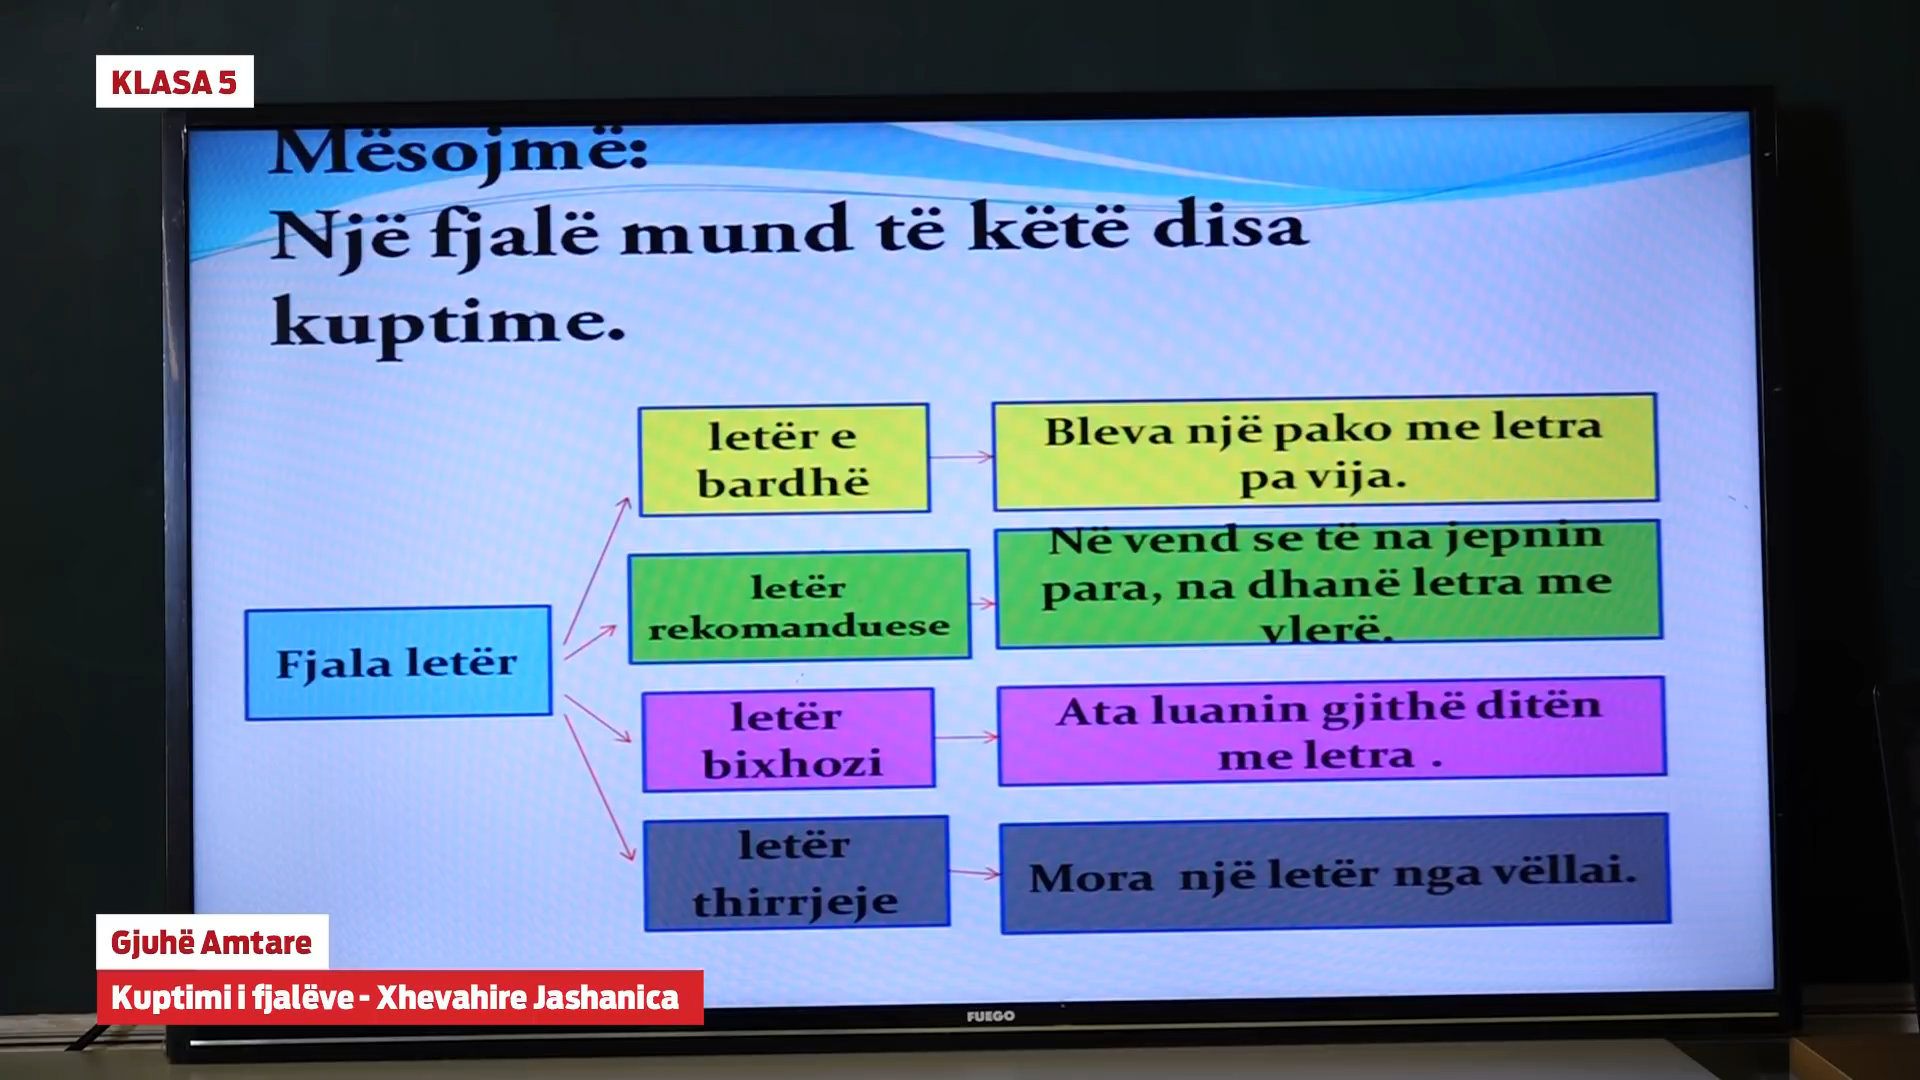 KLASA 5
Mësojmë:
Një fjalë mund të këtë disa
kuptime.
letër e
bardhë
Bleva një pako me letra
pa vija.
letër
rekomanduese
Në vend se të na jepnin
para, na dhanë letra me
vlerë.
Fjala letër
letër
bixhozi
Ata luanin gjithë ditën
me letra .
letër
thirrjeje
Mora një letër nga vëllai.
Gjuhë Amtare
Kuptimi i fjalëve - Xhevahire Jashanica
FUEGO